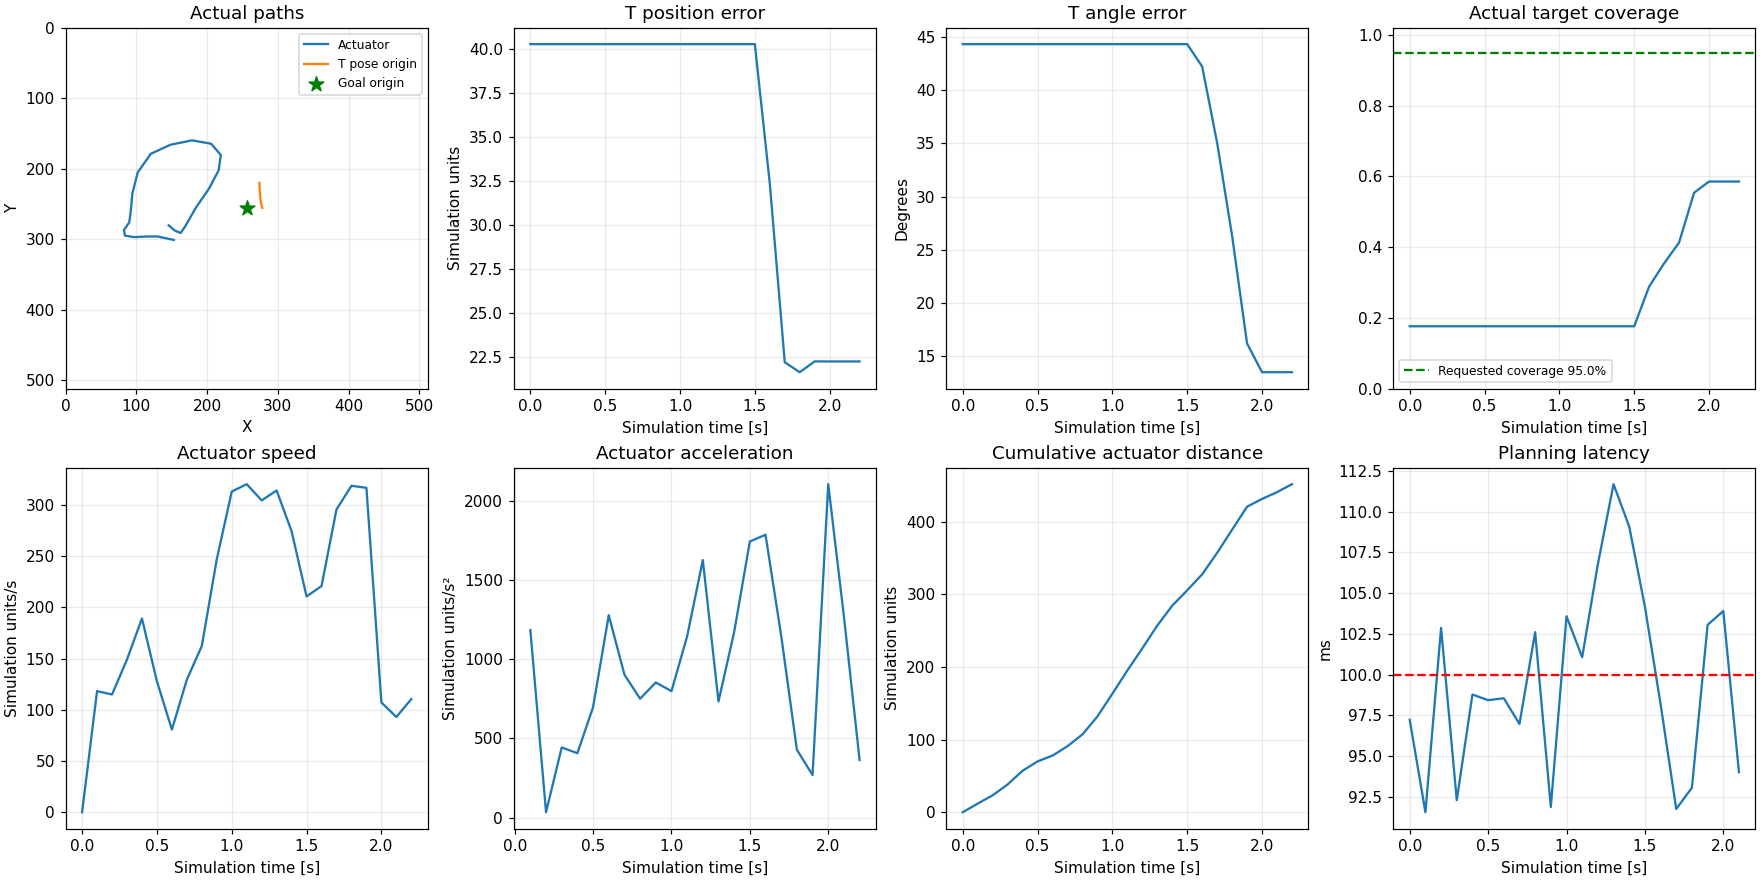 Actual paths
0
100
200
300
400
500
Y
0 100 200 300 400 500
X
Actuator
T pose origin
Goal origin
T position error
40.0
37.5
35.0
32.5
30.0
27.5
25.0
22.5
Simulation units
0.0 0.5 1.0 1.5 2.0
Simulation time [s]
T angle error
45
40
35
30
25
20
15
Degrees
0.0 0.5 1.0 1.5 2.0
Simulation time [s]
Actual target coverage
1.0
0.8
0.6
0.4
0.2
0.0
Requested coverage 95.0%
0.0 0.5 1.0 1.5 2.0
Simulation time [s]
Actuator speed
300
250
200
150
100
50
0
Simulation units/s
0.0 0.5 1.0 1.5 2.0
Simulation time [s]
Actuator acceleration
2000
1500
1000
500
0
Simulation units/s²
0.0 0.5 1.0 1.5 2.0
Simulation time [s]
Cumulative actuator distance
400
300
200
100
0
Simulation units
0.0 0.5 1.0 1.5 2.0
Simulation time [s]
Planning latency
112.5
110.0
107.5
105.0
102.5
100.0
97.5
95.0
92.5
ms
0.0 0.5 1.0 1.5 2.0
Simulation time [s]